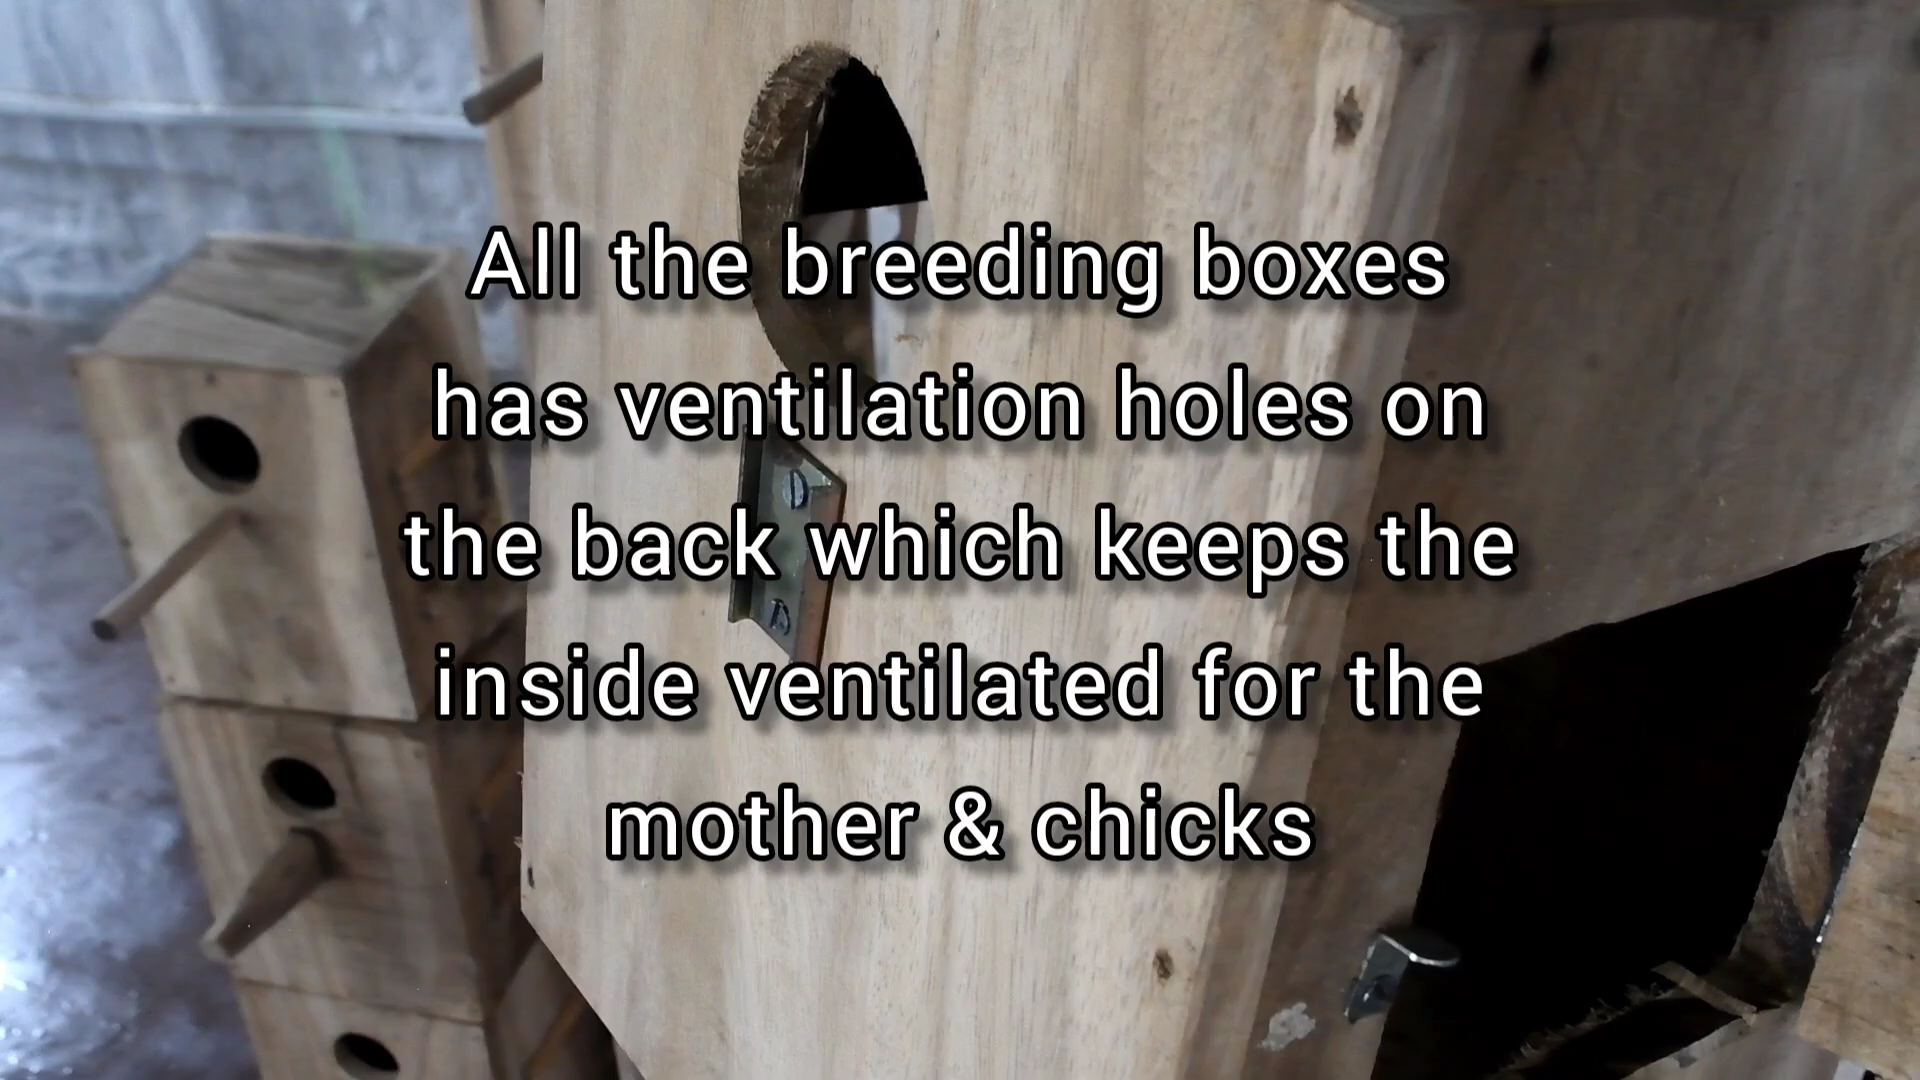 All the breeding boxes
has ventilation holes on
the back which keeps the
inside ventilated for the
mother & chicks